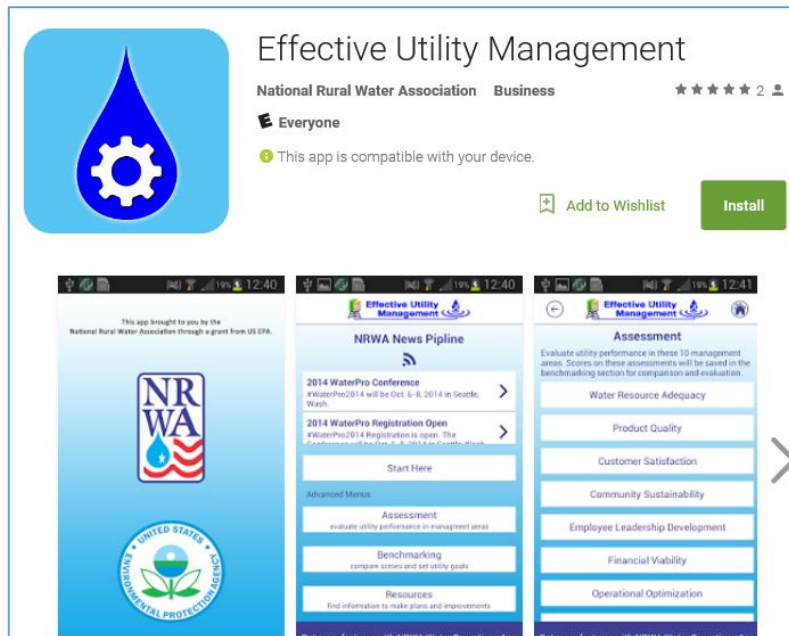 Effective Utility Management
National Rural Water Association Business 2
E Everyone
This app is compatible with your device.
Add to Wishlist Install
12:40
This app brought to you by the
National Rural Water Association through a grant from US EPA.
NR
WA
UNITED STATES
ENVIRONMENTAL PROTECTION AGENCY
19% 12:40
Effective Utility
Management
NRWA News Pipline
2014 WaterPro Conference
#WaterPro2014 will be Oct. 6-8, 2014 in Seattle,
Wash.
2014 WaterPro Registration Open
#WaterPro2014 Registration is open. The
Start Here
Advanced Menus:
Assessment
evaluate utility performance in managment areas
Benchmarking
compare scores and set utility goals
Resources
find information to make plans and improvements
19% 12:41
Effective Utility
Management
Assessment
Evaluate utility performance in these 10 management
areas. Scores on these assessments will be saved in the
benchmarking section for comparison and evaluation.
Water Resource Adequacy
Product Quality
Customer Satisfaction
Community Sustainability
Employee Leadership Development
Financial Viability
Operational Optimization